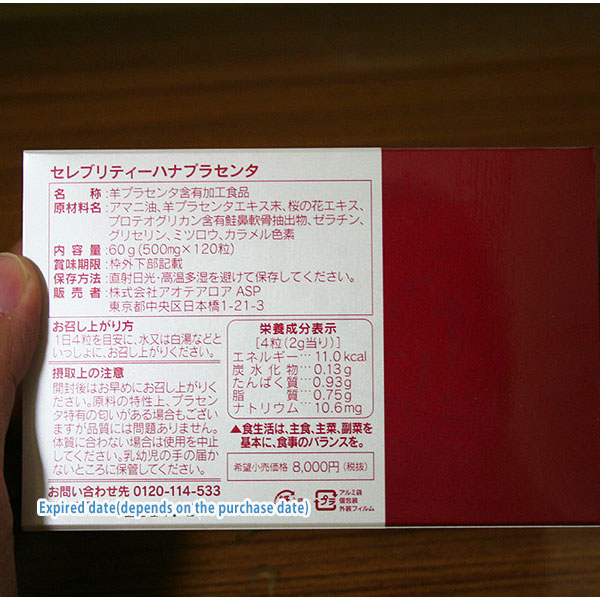 セレブリティーハナプラセンタ
名　　称:羊プラセンタ含有加工食品
原材料名:アマニ油、羊プラセンタエキス末、桜の花エキス、
プロテオグリカン含有鮭鼻軟骨抽出物、ゼラチン、
グリセリン、ミツロウ、カラメル色素
内 容 量:60g(500mg×120粒)
賞味期限:枠外下部記載
保存方法:直射日光・高温多湿を避けて保存してください。
販 売 者:株式会社アオテアロア ASP
東京都中央区日本橋1-21-3
お召し上がり方
1日4粒を目安に、水又は白湯などと
いっしょに、お召し上がりください。
摂取上の注意
開封後はお早めにお召し上がりくだ
さい。原料の特性上、プラセンタ
特有の匂いがある場合もござい
ますが品質には問題ありません。
体質に合わない場合は使用を中止
してください。乳幼児の手の届か
ないところに保管してください。
お問い合わせ先 0120-114-533
栄養成分表示
[4粒(2g当り)]
エネルギー…11.0kcal
炭水化物…0.13g
たんぱく質…0.93g
脂　　質…0.75g
ナトリウム…10.6mg
▲食生活は、主食、主菜、副菜を
基本に、食事のバランスを。
希望小売価格 8,000円(税抜)
プラ
アルミ袋
個包装
外装フィルム
Expired date(depends on the purchase date)